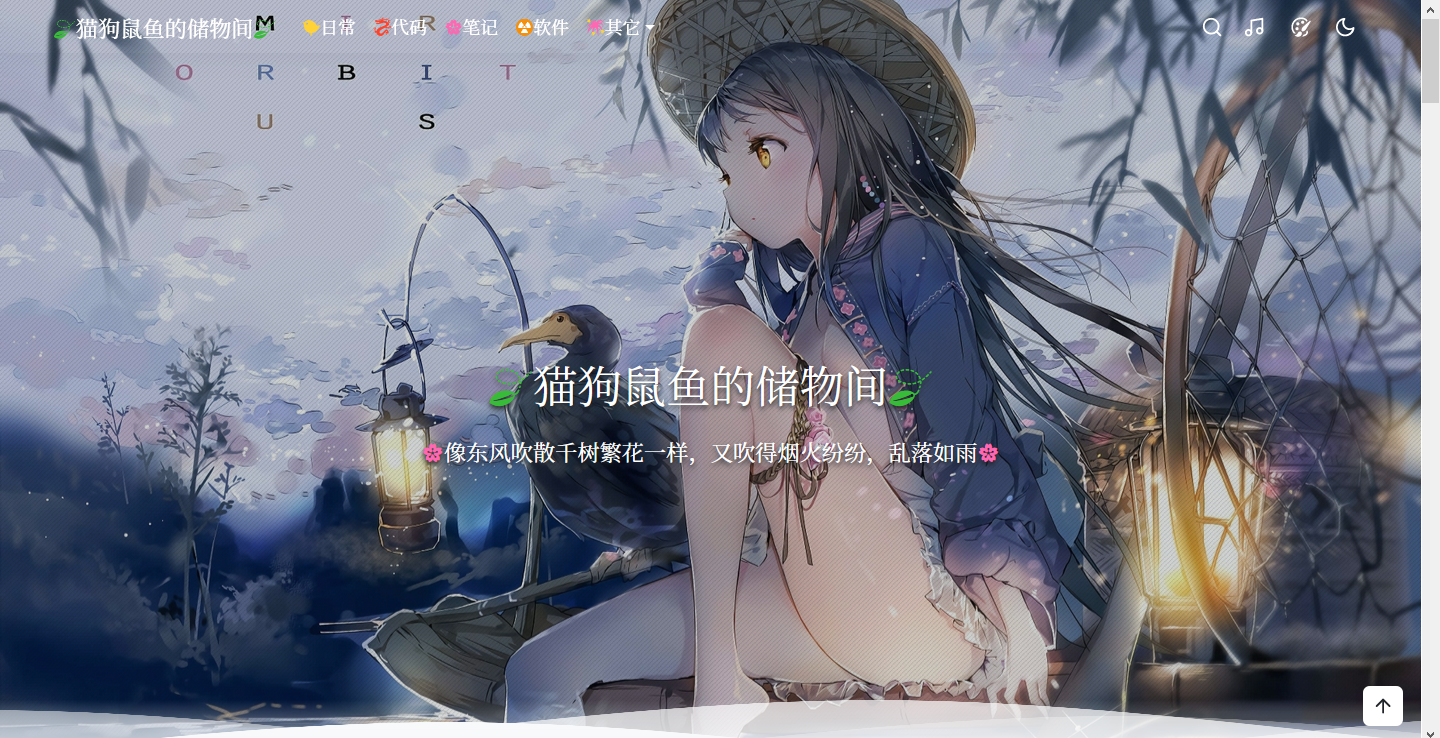 猫狗鼠鱼的储物间 日常 代码 笔记 软件 其它
M R
O R B I T
U S
猫狗鼠鱼的储物间
像东风吹散千树繁花一样，又吹得烟火纷纷，乱落如雨